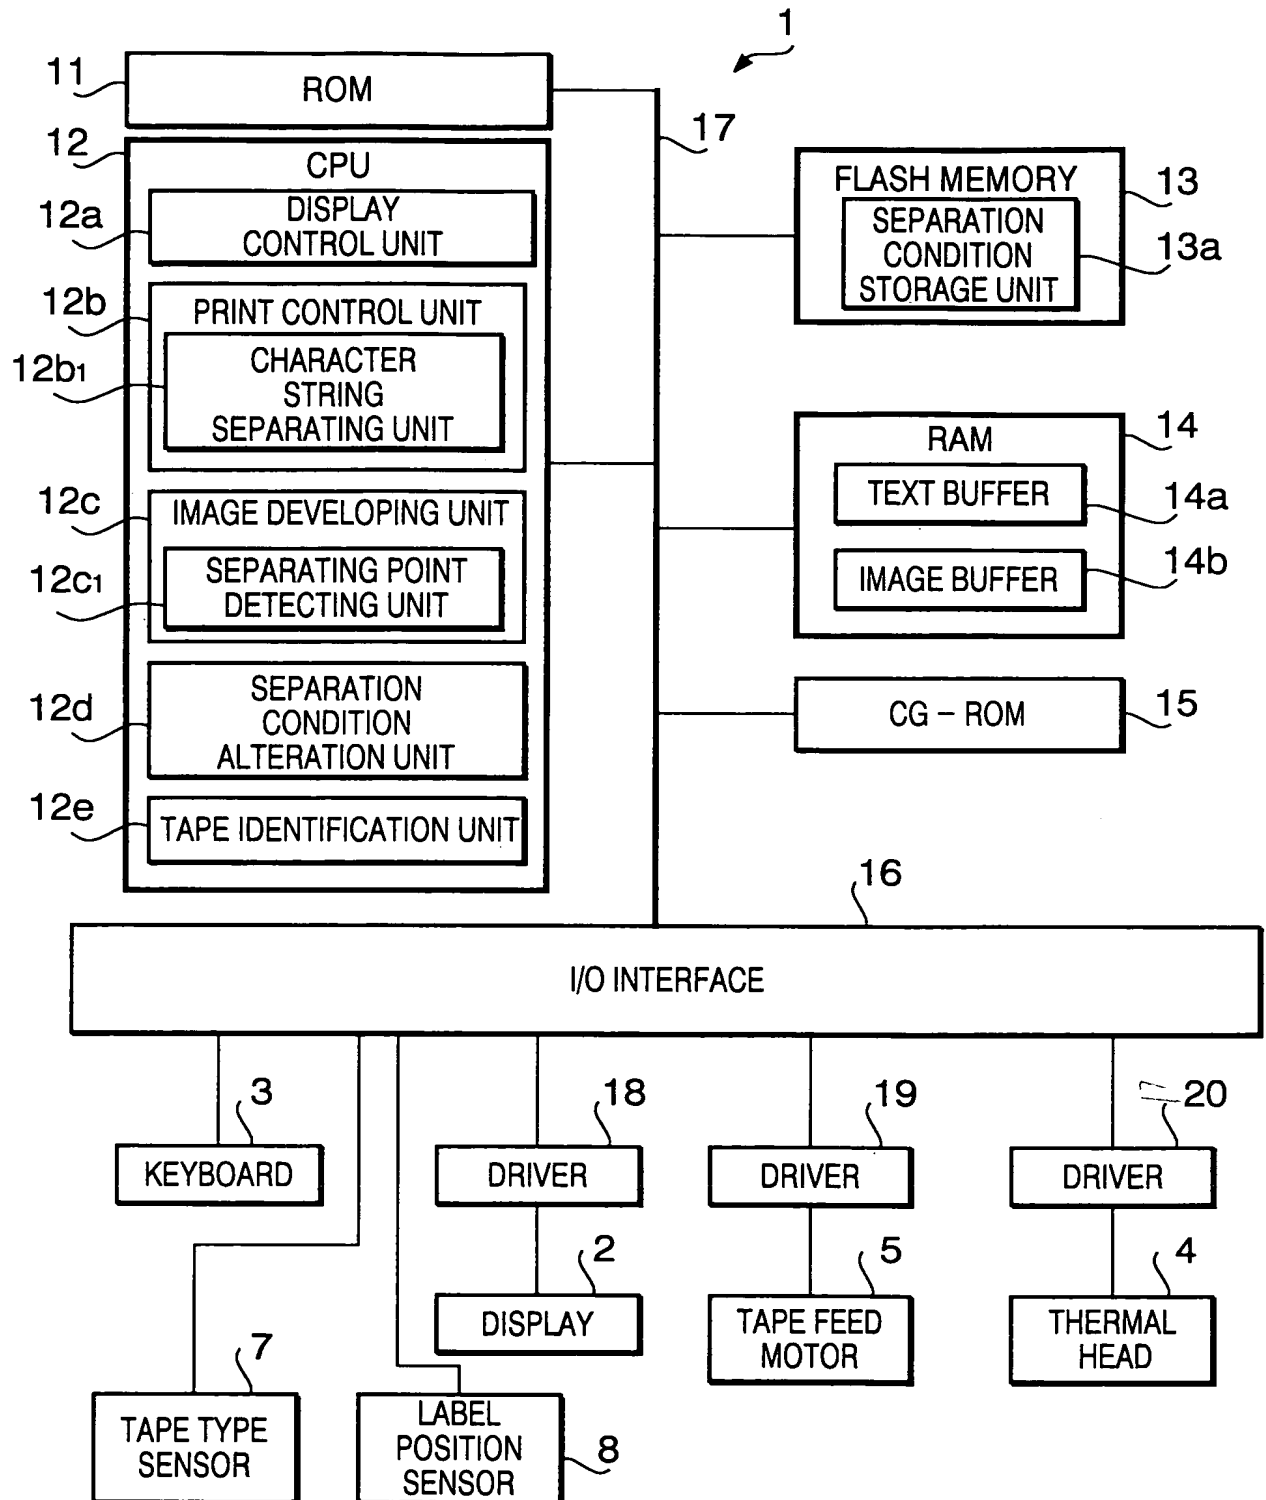 1
11
ROM
17
12
CPU
FLASH MEMORY
13
12a
DISPLAY
CONTROL UNIT
SEPARATION
CONDITION
STORAGE UNIT
13a
12b
PRINT CONTROL UNIT
12b1
CHARACTER
STRING
SEPARATING UNIT
RAM
14
TEXT BUFFER
14a
12c
IMAGE DEVELOPING UNIT
IMAGE BUFFER
14b
12c1
SEPARATING POINT
DETECTING UNIT
12d
SEPARATION
CONDITION
ALTERATION UNIT
CG – ROM
15
12e
TAPE IDENTIFICATION UNIT
16
I/O INTERFACE
3
18
19
20
KEYBOARD
DRIVER
DRIVER
DRIVER
2
5
4
DISPLAY
TAPE FEED
MOTOR
THERMAL
HEAD
7
TAPE TYPE
SENSOR
LABEL
POSITION
SENSOR
8